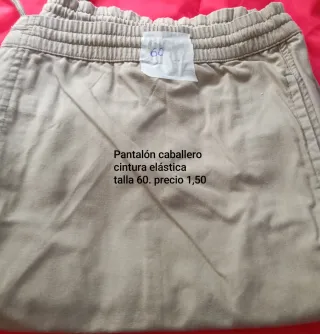 60
Pantalón caballero
cintura elástica
talla 60. precio 1,50